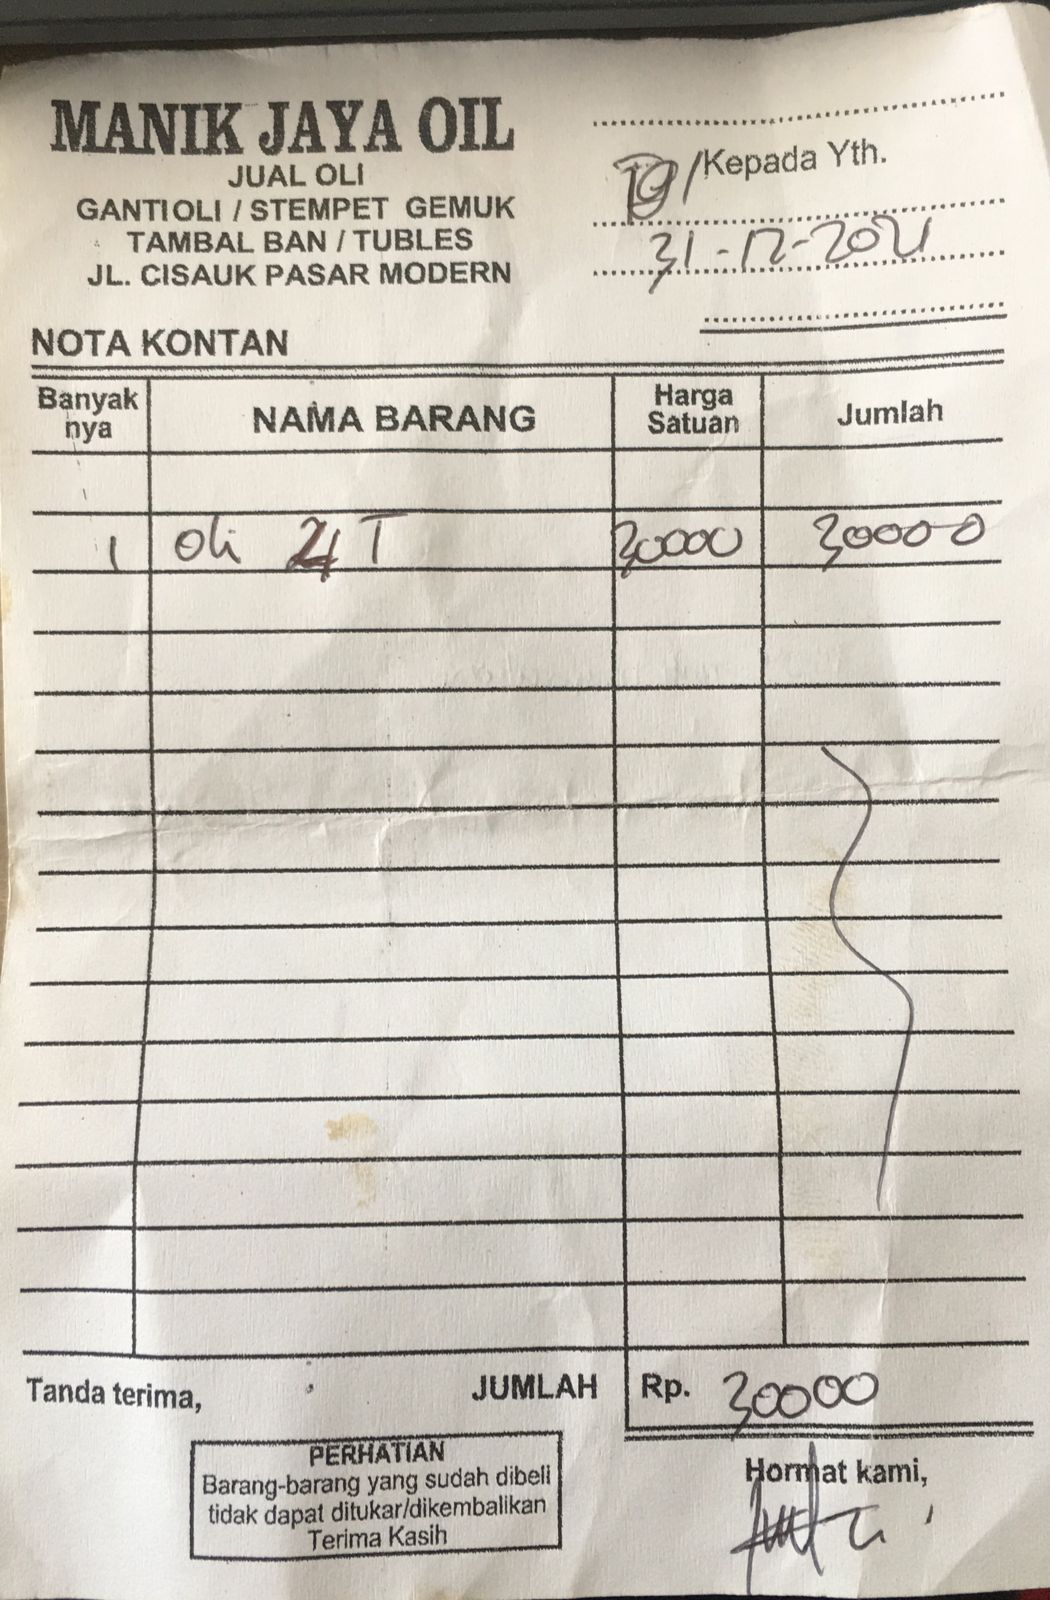 MANIK JAYA OIL
JUAL OLI
GANTI OLI / STEMPET GEMUK
TAMBAL BAN / TUBLES
JL. CISAUK PASAR MODERN
/Kepada Yth.
31-12-2021
NOTA KONTAN
Banyak nya NAMA BARANG Harga Satuan Jumlah
1 Oli 4T 30000 30000
Tanda terima, JUMLAH Rp. 30000
PERHATIAN
Barang-barang yang sudah dibeli
tidak dapat ditukar/dikembalikan
Terima Kasih
Hormat kami,